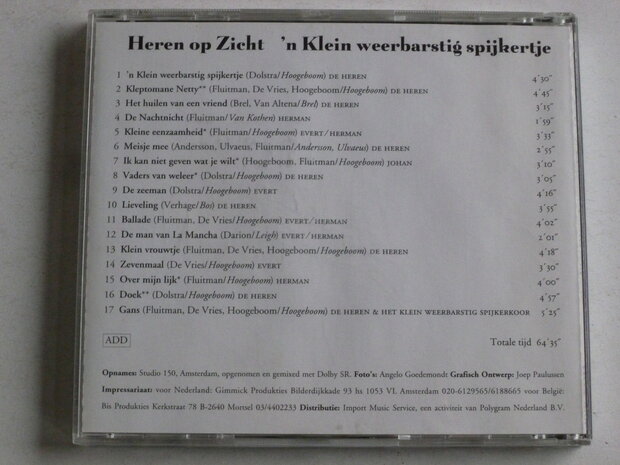 Heren op Zicht 'n Klein weerbarstig spijkertje
1 'n Klein weerbarstig spijkertje (Dolstra/Hoogeboom) DE HEREN 4´30˝
2 Kleptomane Netty** (Fluitman, De Vries, Hoogeboom/Hoogeboom) DE HEREN 4´45˝
3 Het huilen van een vriend (Brel, Van Altena/Brel) DE HEREN 3´15˝
4 De Nachtnicht (Fluitman/Van Kothen) HERMAN 1´59˝
5 Kleine eenzaamheid* (Fluitman/Hoogeboom) EVERT/HERMAN 3´33˝
6 Meisje mee (Andersson, Ulvaeus, Fluitman/Andersson, Ulvaeus) DE HEREN 2´55˝
7 Ik kan niet geven wat je wilt* (Hoogeboom, Fluitman/Hoogeboom) JOHAN 3´10˝
8 Vaders van weleer* (Dolstra/Hoogeboom) DE HEREN 3´05˝
9 De zeeman (Dolstra/Hoogeboom) EVERT 4´16˝
10 Lieveling (Verhage/Bos) DE HEREN 3´55˝
11 Ballade (Fluitman, De Vries/Hoogeboom) EVERT/HERMAN 4´02˝
12 De man van La Mancha (Darion/Leigh) EVERT/HERMAN 2´01˝
13 Klein vrouwtje (Fluitman, De Vries, Hoogeboom/Hoogeboom) DE HEREN 4´18˝
14 Zevenmaal (De Vries/Hoogeboom) EVERT 3´30˝
15 Over mijn lijk* (Fluitman/Hoogeboom) HERMAN 4´00˝
16 Doek** (Dolstra/Hoogeboom) DE HEREN 4´57˝
17 Gans (Fluitman, De Vries, Hoogeboom/Hoogeboom) DE HEREN & HET KLEIN WEERBARSTIG SPIJKERKOOR 5´25˝
ADD Totale tijd 64´35˝
Opnames: Studio 150, Amsterdam, opgenomen en gemixed met Dolby SR. Foto's: Angelo Goedemondt Grafisch Ontwerp: Joep Paulussen
Impressariaat: voor Nederland: Gimmick Produkties Bilderdijkkade 93 hs 1053 VL Amsterdam 020-6129565/6188665 voor België:
Bis Produkties Kerkstraat 78 B-2640 Mortsel 03/4402233 Distributie: Import Music Service, een activiteit van Polygram Nederland B.V.